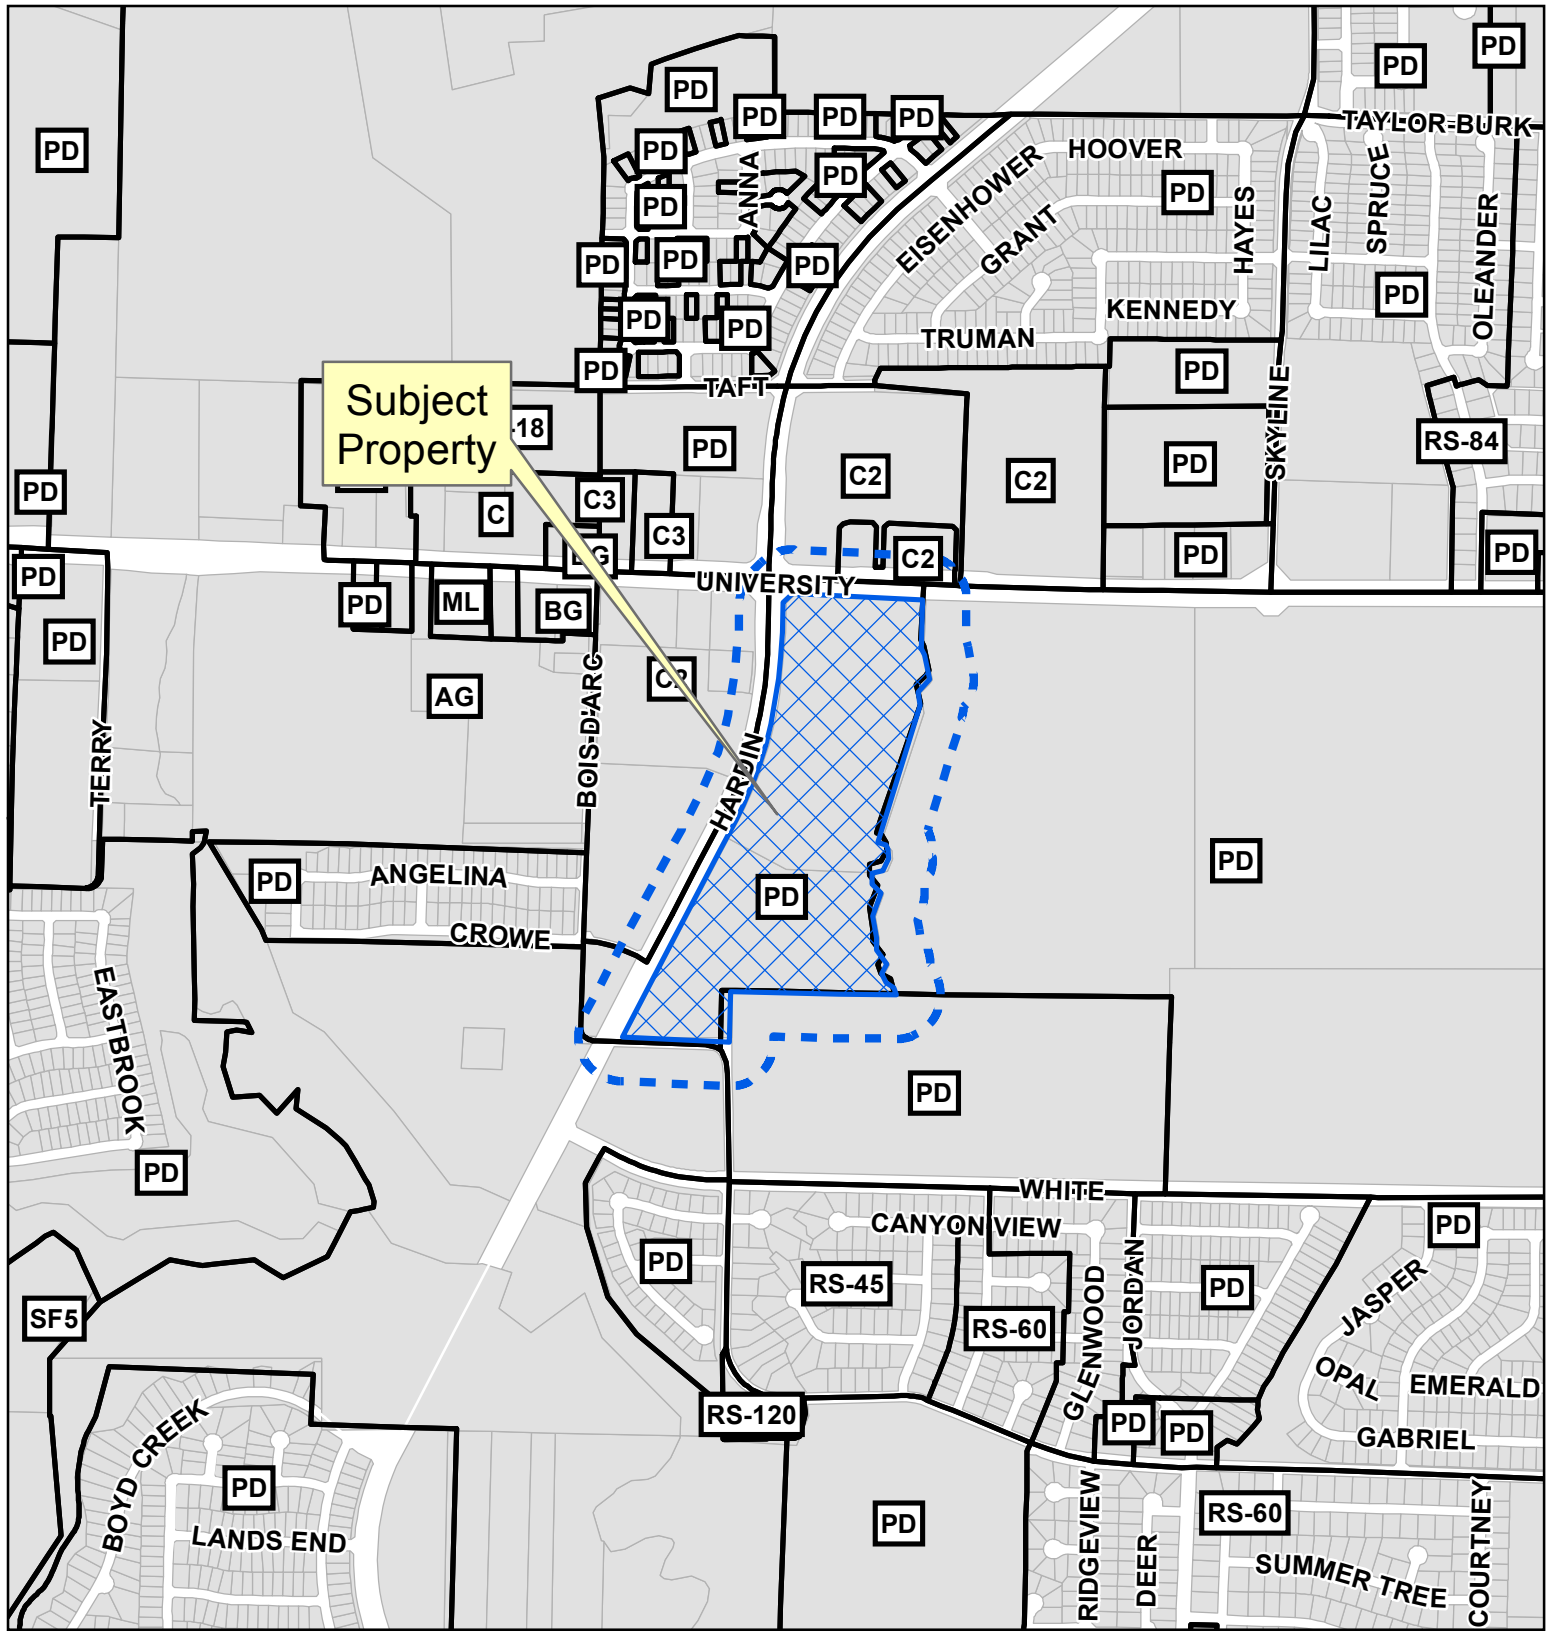 PD
PD
PD
PD
TAYLOR-BURK
PD
PD
PD
PD
PD
HOOVER
ANNA
PD
PD
EISENHOWER
SPRUCE
PD
HAYES
LILAC
OLEANDER
GRANT
PD
PD
PD
PD
KENNEDY
PD
PD
TRUMAN
PD
PD
TAFT
SKYLINE
Subject
Property
-18
PD
C2
C2
PD
RS-84
PD
C3
C
C3
C2
PD
PD
UNIVERSITY
PD
PD
ML
BG
PD
C2
AG
BOIS-D'ARC
TERRY
HARDIN
PD
PD
ANGELINA
PD
CROWE
EASTBROOK
PD
PD
WHITE
CANYON VIEW
PD
PD
RS-45
GLENWOOD
JORDAN
PD
JASPER
SF5
RS-60
OPAL
EMERALD
RS-120
PD
PD
GABRIEL
BOYD CREEK
PD
LANDS END
PD
RIDGEVIEW
DEER
RS-60
SUMMER TREE
COURTNEY